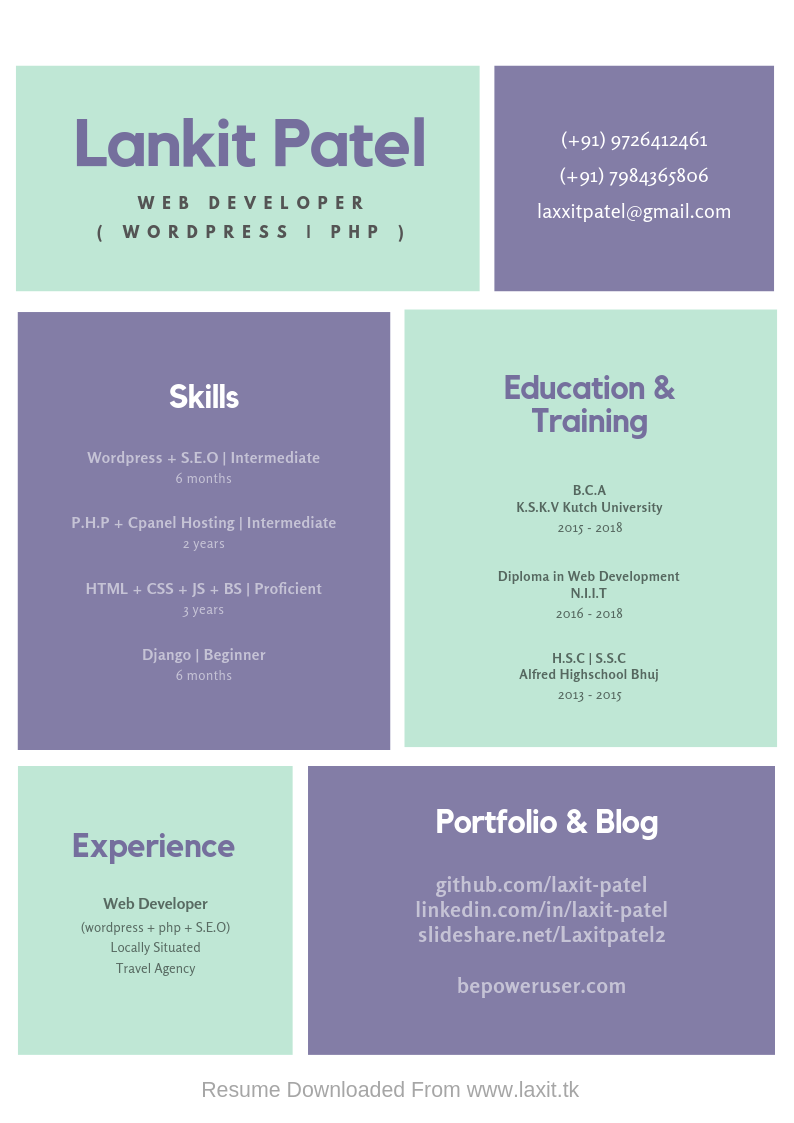 Lankit Patel
WEB DEVELOPER
( WORDPRESS | PHP )
(+91) 9726412461
(+91) 7984365806
laxxitpatel@gmail.com
Skills
Wordpress + S.E.O | Intermediate
6 months
P.H.P + Cpanel Hosting | Intermediate
2 years
HTML + CSS + JS + BS | Proficient
3 years
Django | Beginner
6 months
Education &
Training
B.C.A
K.S.K.V Kutch University
2015 - 2018
Diploma in Web Development
N.I.I.T
2016 - 2018
H.S.C | S.S.C
Alfred Highschool Bhuj
2013 - 2015
Experience
Web Developer
(wordpress + php + S.E.O)
Locally Situated
Travel Agency
Portfolio & Blog
github.com/laxit-patel
linkedin.com/in/laxit-patel
slideshare.net/Laxitpatel2
bepoweruser.com
Resume Downloaded From www.laxit.tk